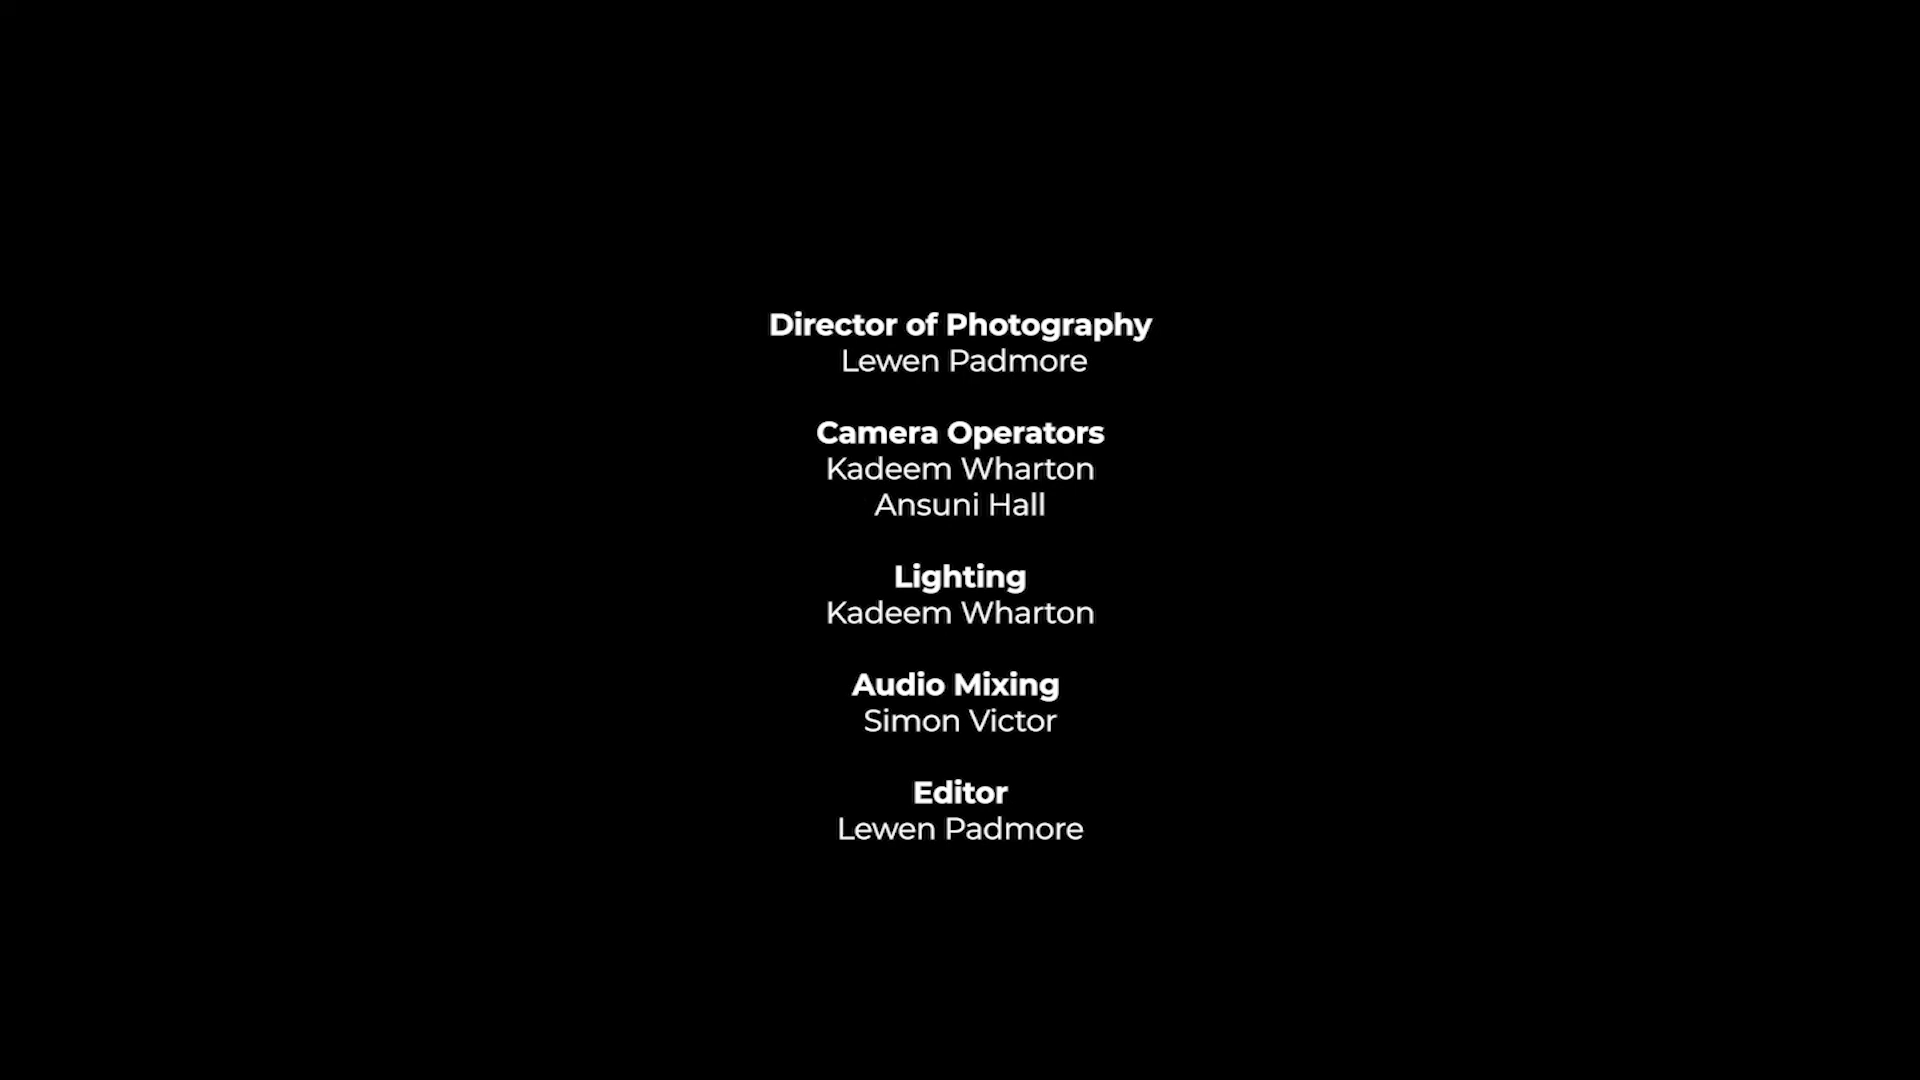 Director of Photography
Lewen Padmore
Camera Operators
Kadeem Wharton
Ansuni Hall
Lighting
Kadeem Wharton
Audio Mixing
Simon Victor
Editor
Lewen Padmore